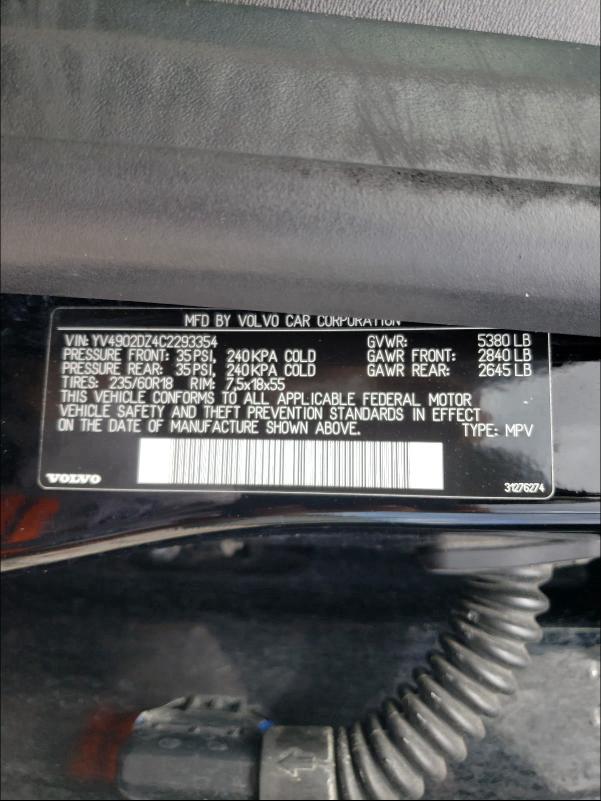 MFD BY VOLVO CAR CORPORATION
VIN: YV4902DZ4C2293354 GVWR: 5380 LB
PRESSURE FRONT: 35 PSI, 240 KPA COLD GAWR FRONT: 2840 LB
PRESSURE REAR: 35 PSI, 240 KPA COLD GAWR REAR: 2645 LB
TIRES: 235/60R18 RIM: 7,5x18x55
THIS VEHICLE CONFORMS TO ALL APPLICABLE FEDERAL MOTOR
VEHICLE SAFETY AND THEFT PREVENTION STANDARDS IN EFFECT
ON THE DATE OF MANUFACTURE SHOWN ABOVE. TYPE: MPV
VOLVO 31276274